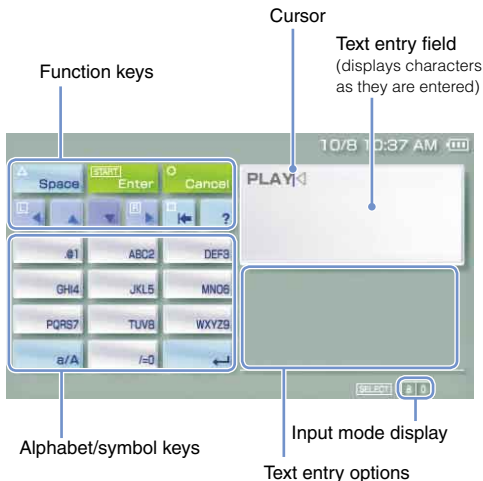 Cursor
Text entry field
(displays characters
as they are entered)
Function keys
10/8 10:37 AM
△ Space
START Enter
○ Cancel
L
R
□
?
PLAY
.@1
ABC2
DEF3
GHI4
JKL5
MNO6
PQRS7
TUV8
WXYZ9
a/A
/=0
SELECT
Alphabet/symbol keys
Input mode display
Text entry options